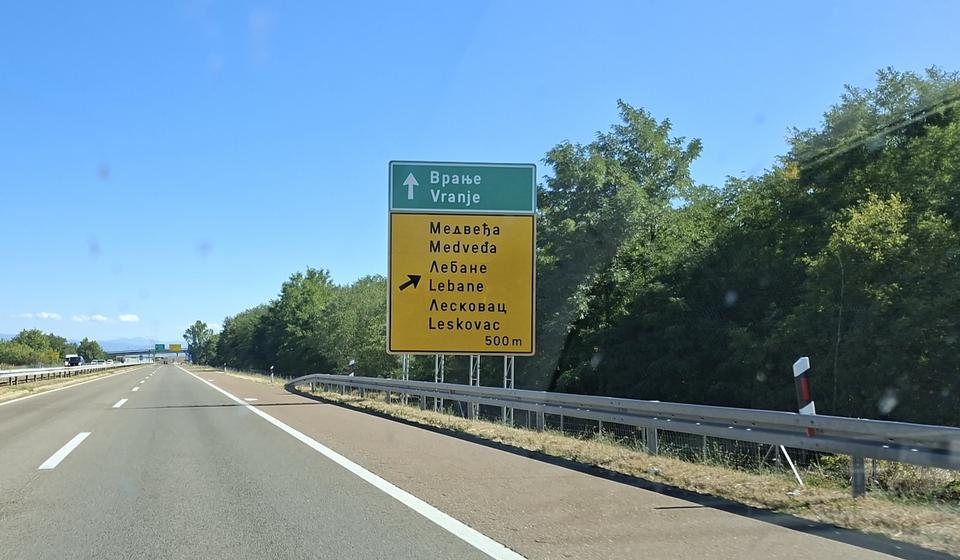 Врање
Vranje
Медвеђа
Medveđa
Лебане
Lebane
Лесковац
Leskovac
500m